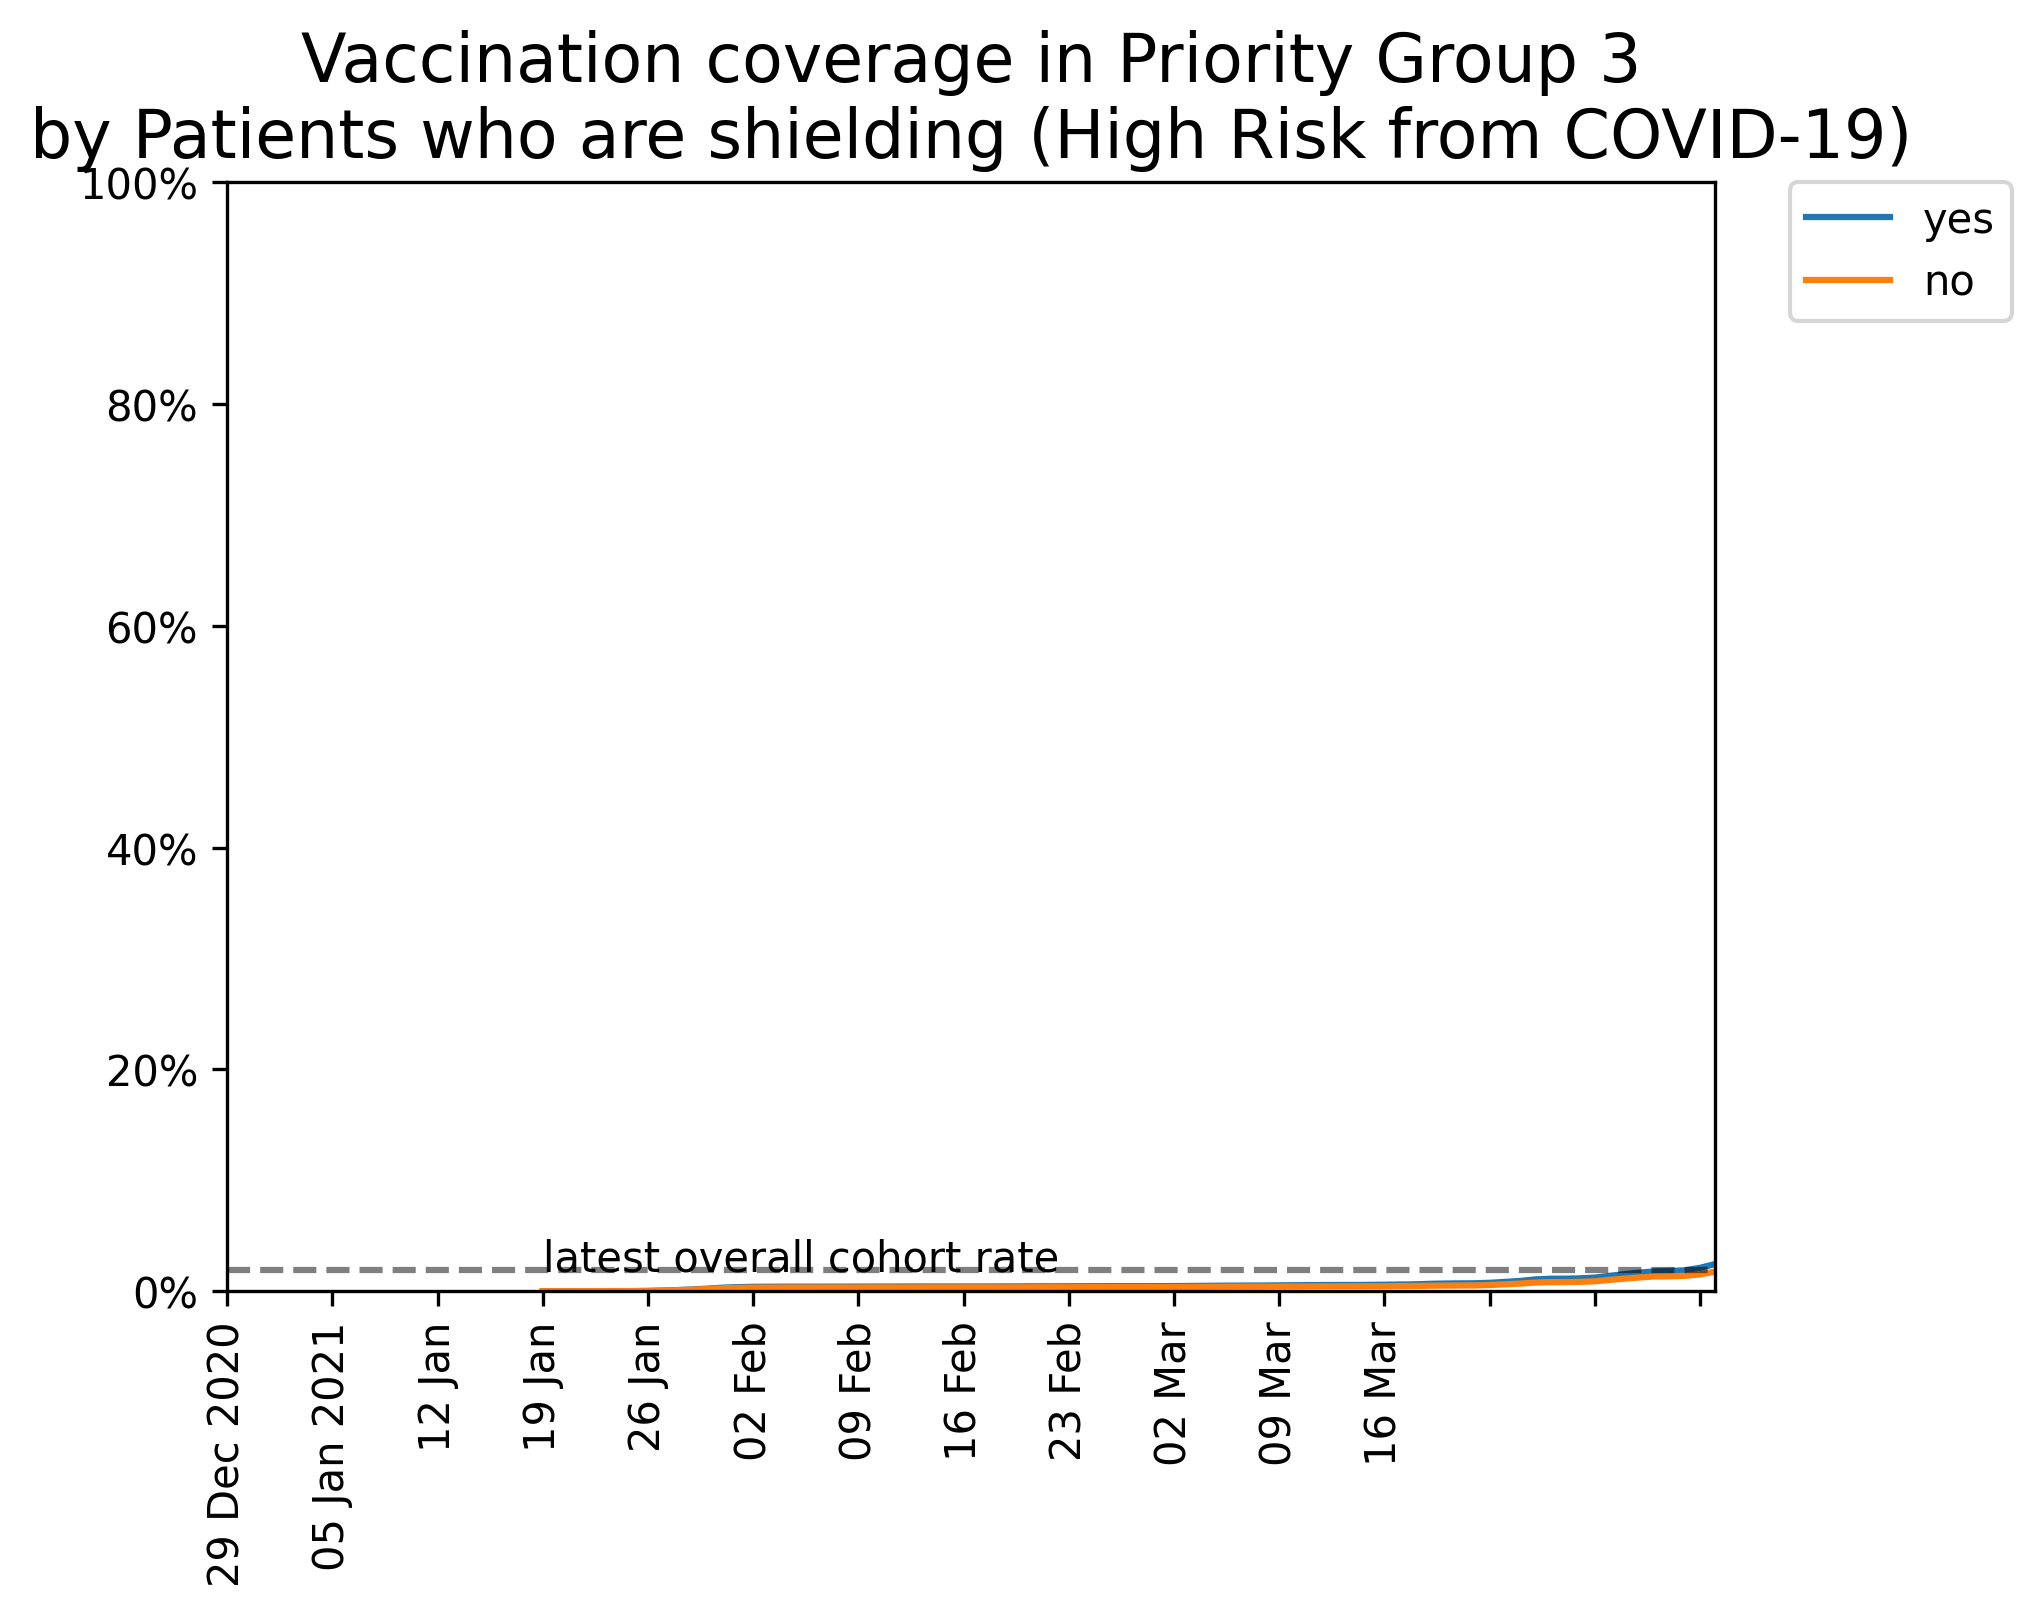 Vaccination coverage in Priority Group 3
by Patients who are shielding (High Risk from COVID-19)
100%
80%
60%
40%
20%
0%
yes
no
latest overall cohort rate
29 Dec 2020
05 Jan 2021
12 Jan
19 Jan
26 Jan
02 Feb
09 Feb
16 Feb
23 Feb
02 Mar
09 Mar
16 Mar